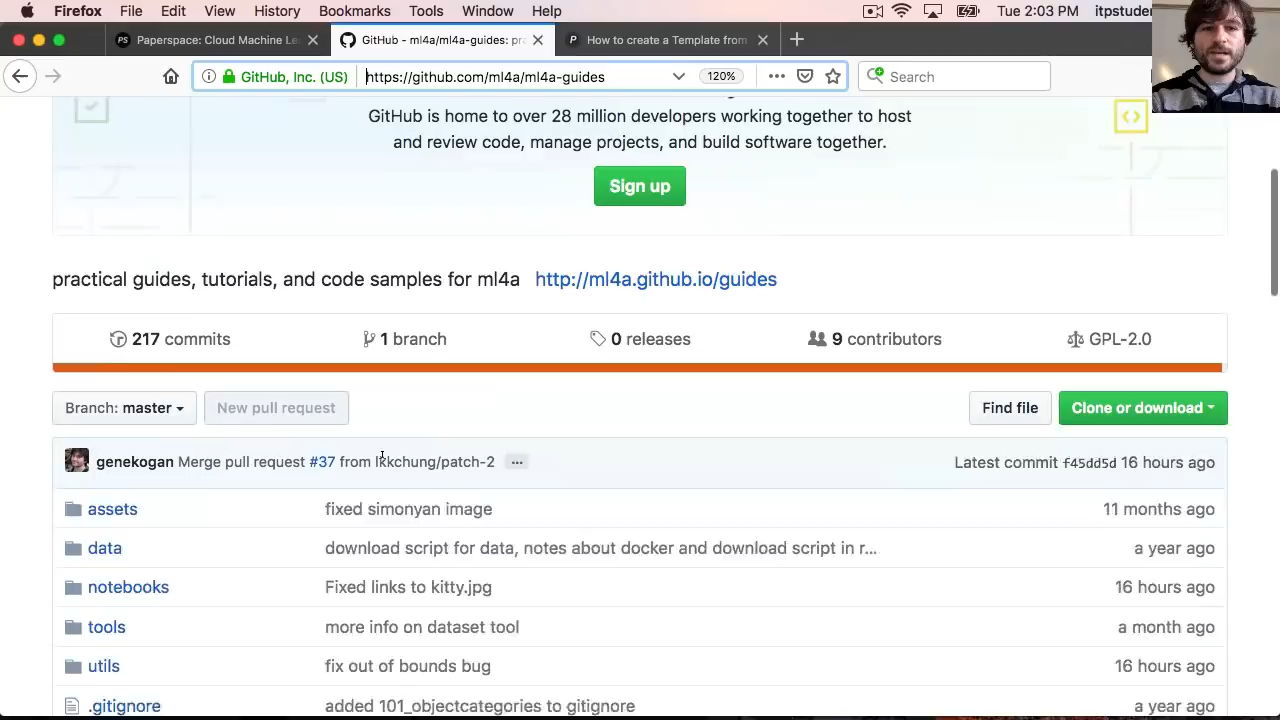 Firefox File Edit View History Bookmarks Tools Window Help Tue 2:03 PM itpstude
PS Paperspace: Cloud Machine Le GitHub - ml4a/ml4a-guides: pra P How to create a Template from
GitHub, Inc. (US) https://github.com/ml4a/ml4a-guides 120% Search
GitHub is home to over 28 million developers working together to host
and review code, manage projects, and build software together.
Sign up
practical guides, tutorials, and code samples for ml4a http://ml4a.github.io/guides
217 commits 1 branch 0 releases 9 contributors GPL-2.0
Branch: master New pull request Find file Clone or download
genekogan Merge pull request #37 from lkkchung/patch-2 ... Latest commit f45dd5d 16 hours ago
assets fixed simonyan image 11 months ago
data download script for data, notes about docker and download script in r... a year ago
notebooks Fixed links to kitty.jpg 16 hours ago
tools more info on dataset tool a month ago
utils fix out of bounds bug 16 hours ago
.gitignore added 101_objectcategories to gitignore a year ago